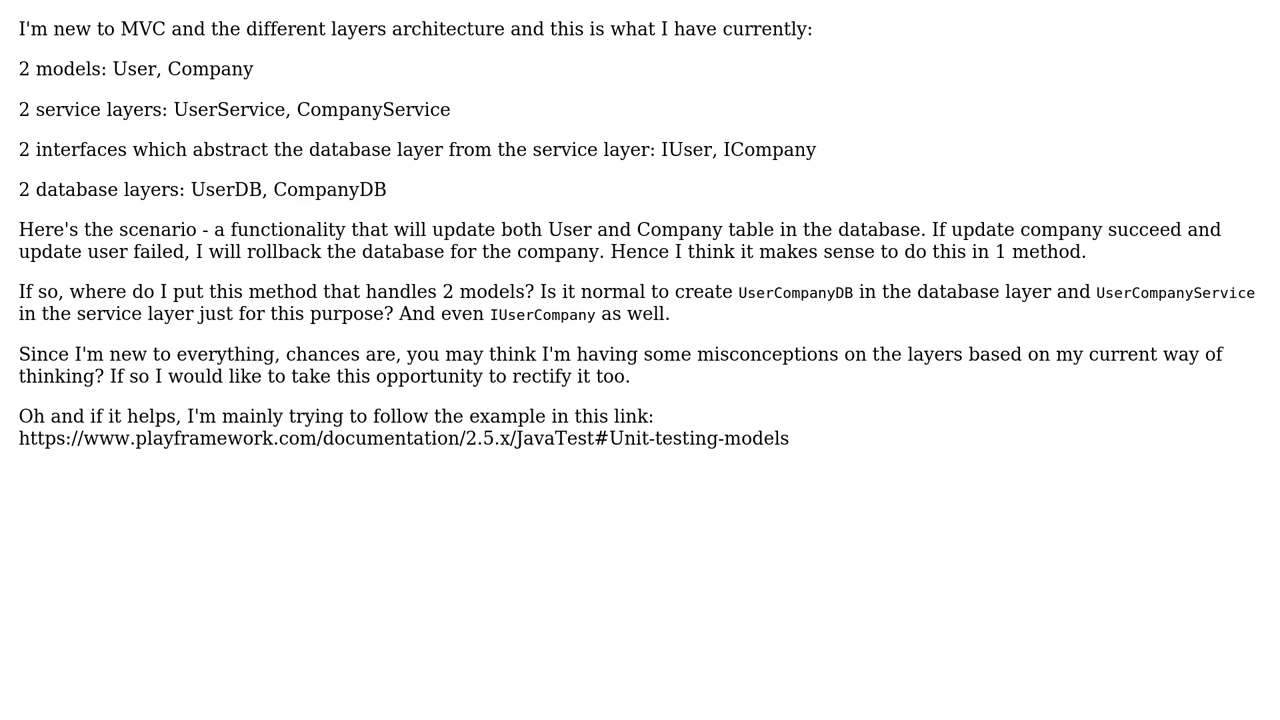 I'm new to MVC and the different layers architecture and this is what I have currently:
2 models: User, Company
2 service layers: UserService, CompanyService
2 interfaces which abstract the database layer from the service layer: IUser, ICompany
2 database layers: UserDB, CompanyDB
Here's the scenario - a functionality that will update both User and Company table in the database. If update company succeed and
update user failed, I will rollback the database for the company. Hence I think it makes sense to do this in 1 method.
If so, where do I put this method that handles 2 models? Is it normal to create UserCompanyDB in the database layer and UserCompanyService
in the service layer just for this purpose? And even IUserCompany as well.
Since I'm new to everything, chances are, you may think I'm having some misconceptions on the layers based on my current way of
thinking? If so I would like to take this opportunity to rectify it too.
Oh and if it helps, I'm mainly trying to follow the example in this link:
https://www.playframework.com/documentation/2.5.x/JavaTest#Unit-testing-models